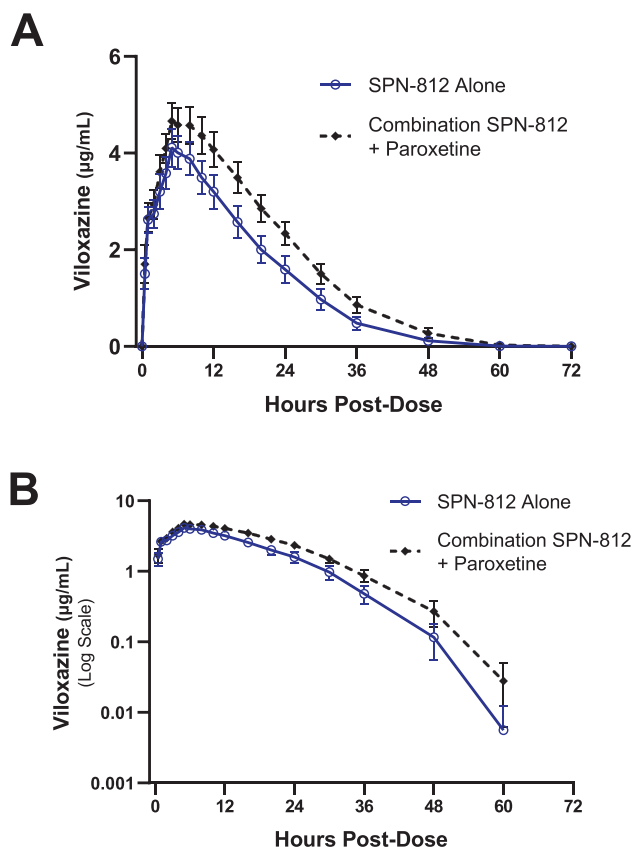 A
6
4
2
0
Viloxazine (µg/mL)
SPN-812 Alone
Combination SPN-812
+ Paroxetine
0 12 24 36 48 60 72
Hours Post-Dose
B
10
1
0.1
0.01
0.001
Viloxazine (µg/mL)
(Log Scale)
SPN-812 Alone
Combination SPN-812
+ Paroxetine
0 12 24 36 48 60 72
Hours Post-Dose